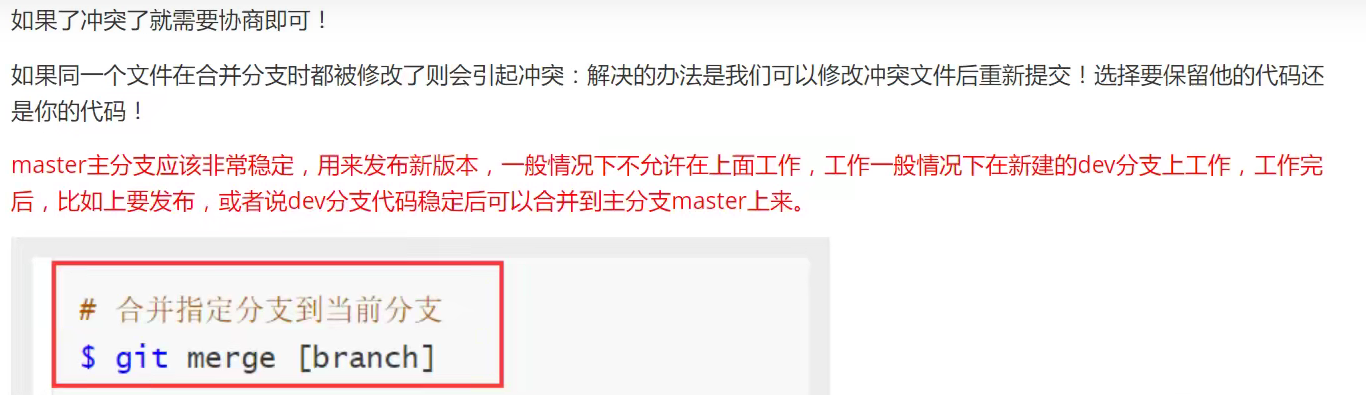 如果了冲突了就需要协商即可！
如果同一个文件在合并分支时都被修改了则会引起冲突：解决的办法是我们可以修改冲突文件后重新提交！选择要保留他的代码还
是你的代码！
master主分支应该非常稳定，用来发布新版本，一般情况下不允许在上面工作，工作一般情况下在新建的dev分支上工作，工作完
后，比如上要发布，或者说dev分支代码稳定后可以合并到主分支master上来。
# 合并指定分支到当前分支
$ git merge [branch]